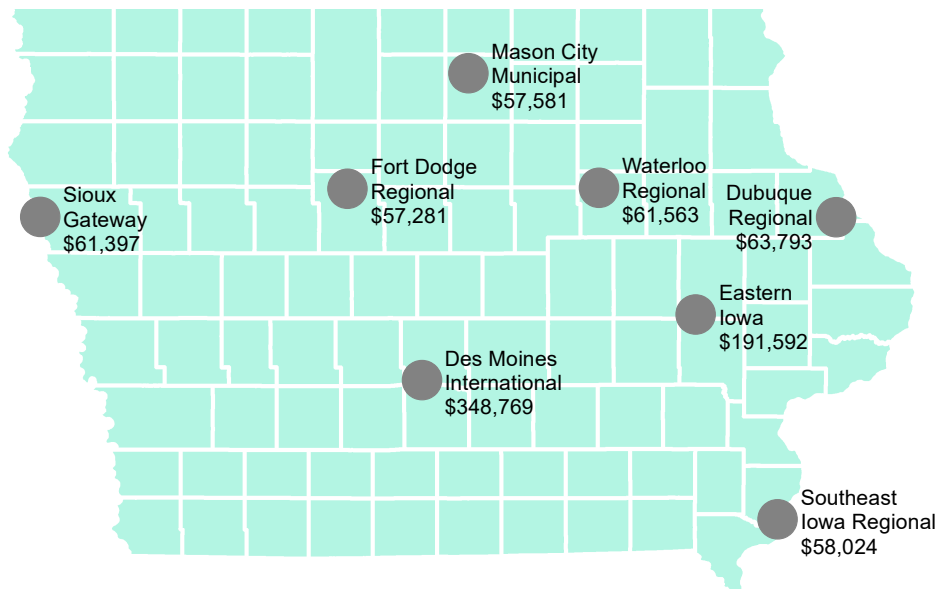 Mason City
Municipal
$57,581
Fort Dodge
Regional
$57,281
Waterloo
Regional
$61,563
Sioux
Gateway
$61,397
Dubuque
Regional
$63,793
Eastern
Iowa
$191,592
Des Moines
International
$348,769
Southeast
Iowa Regional
$58,024